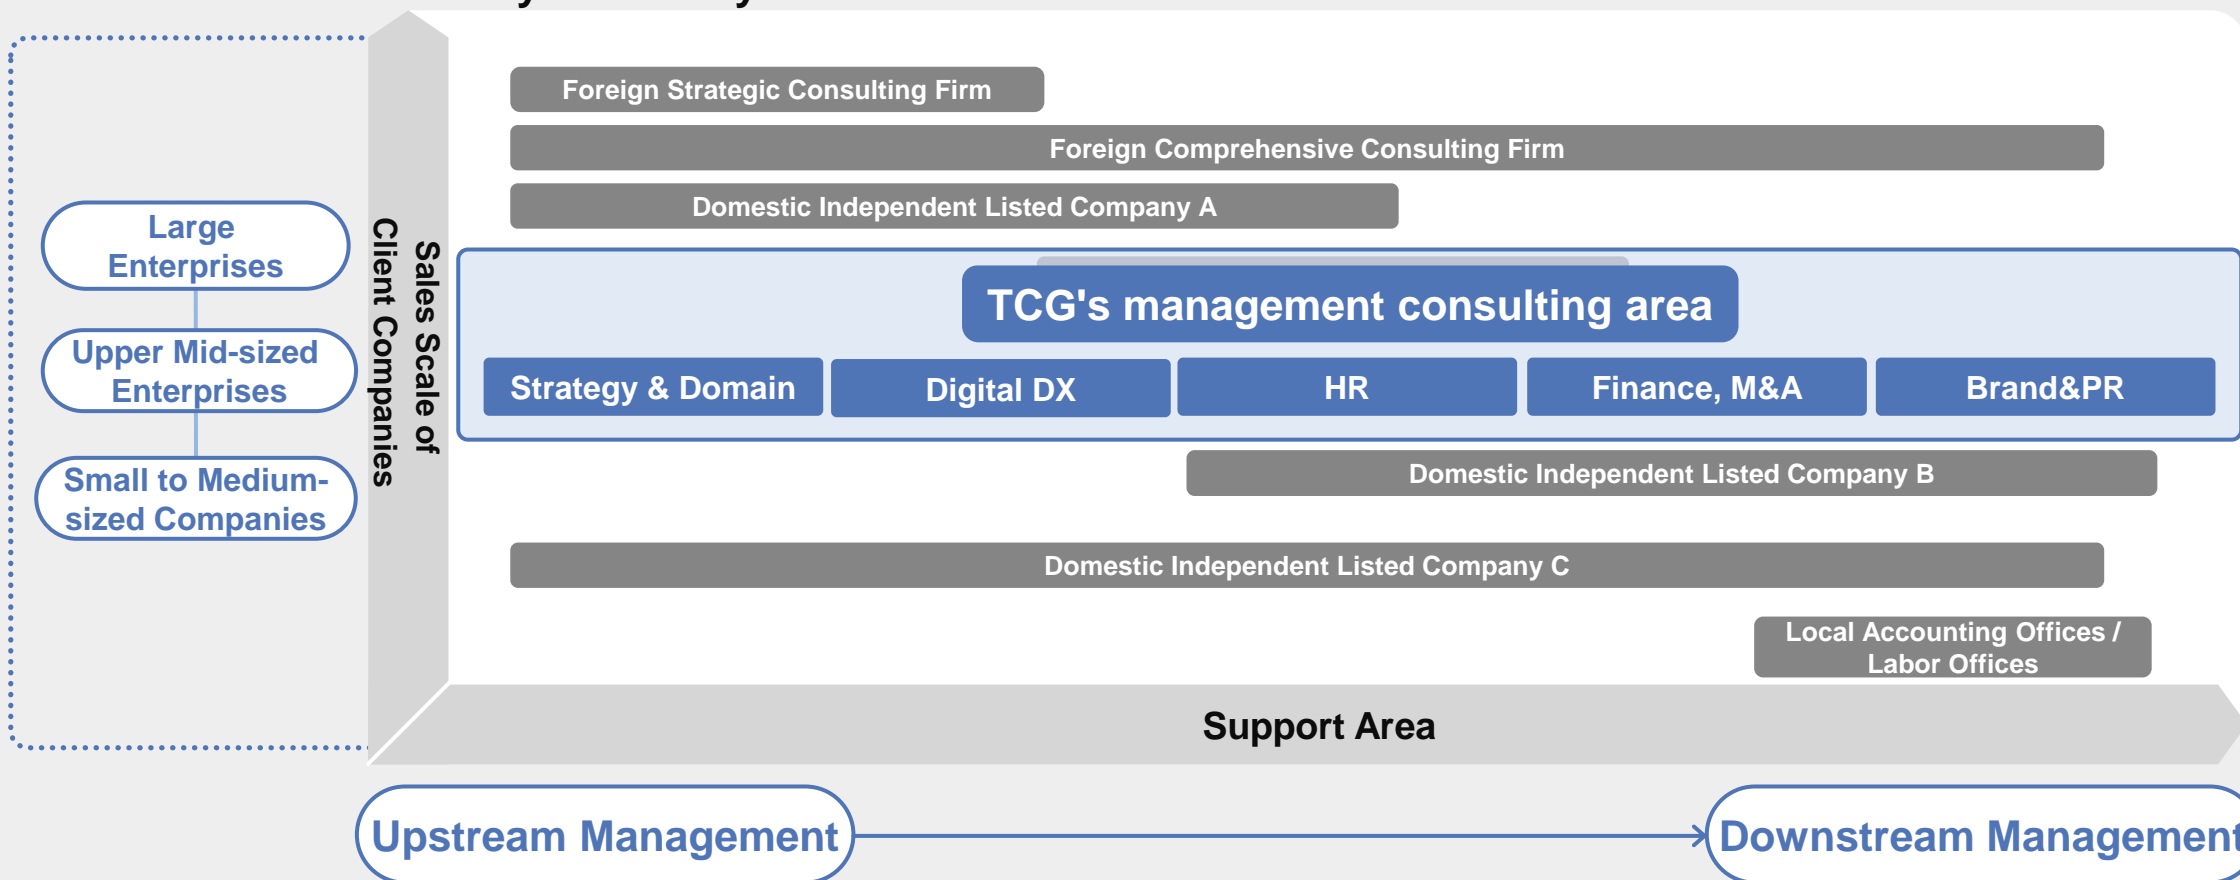 Foreign Strategic Consulting Firm
Foreign Comprehensive Consulting Firm
Domestic Independent Listed Company A
Large
Enterprises
Upper Mid-sized
Enterprises
Small to Medium-
sized Companies
Sales Scale of
Client Companies
TCG's management consulting area
Strategy & Domain
Digital DX
HR
Finance, M&A
Brand&PR
Domestic Independent Listed Company B
Domestic Independent Listed Company C
Local Accounting Offices /
Labor Offices
Support Area
Upstream Management
Downstream Management